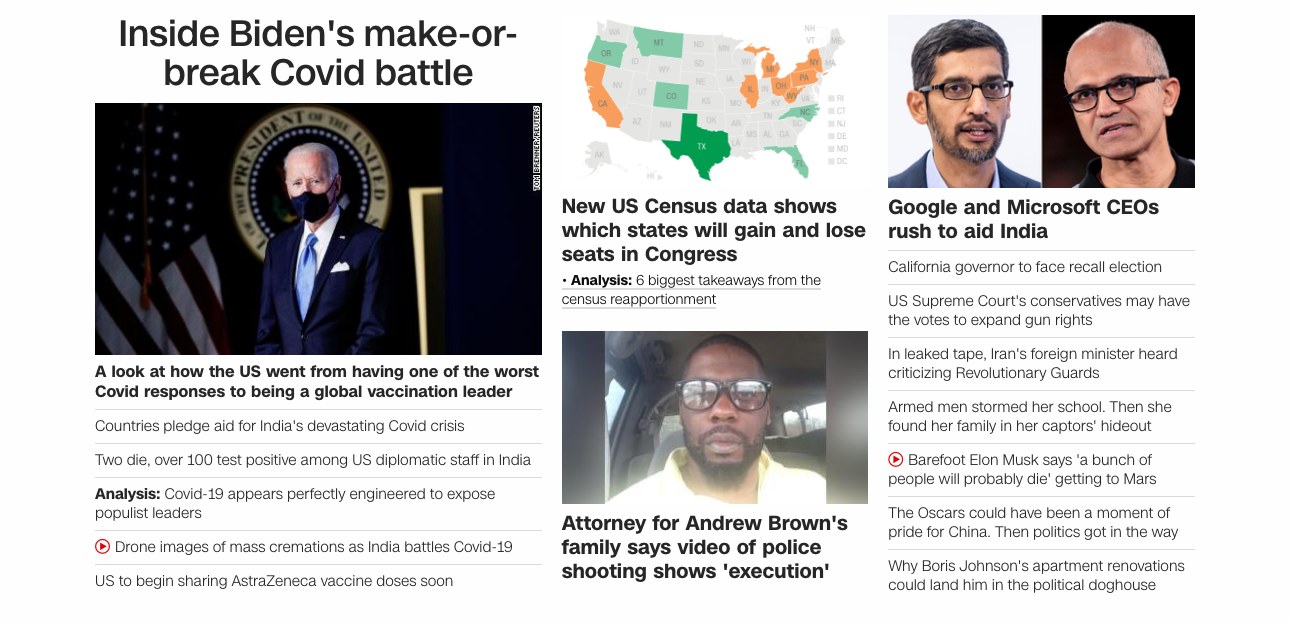 Inside Biden's make-or-
break Covid battle
PRESIDENT OF THE UNITED
TOM BRENNER/REUTERS
A look at how the US went from having one of the worst
Covid responses to being a global vaccination leader
Countries pledge aid for India's devastating Covid crisis
Two die, over 100 test positive among US diplomatic staff in India
Analysis: Covid-19 appears perfectly engineered to expose
populist leaders
Drone images of mass cremations as India battles Covid-19
US to begin sharing AstraZeneca vaccine doses soon
WA
MT
ND
MN
NH
VT
ME
OR
ID
WY
SD
WI
MI
NY
MA
NV
UT
CO
NE
IA
IL
IN
OH
PA
CA
KS
MO
KY
WV
VA
RI
CT
AZ
NM
OK
AR
TN
NC
SC
NJ
DE
MD
DC
TX
LA
MS
AL
GA
FL
AK
HI
New US Census data shows
which states will gain and lose
seats in Congress
• Analysis: 6 biggest takeaways from the
census reapportionment
Attorney for Andrew Brown's
family says video of police
shooting shows 'execution'
Google and Microsoft CEOs
rush to aid India
California governor to face recall election
US Supreme Court's conservatives may have
the votes to expand gun rights
In leaked tape, Iran's foreign minister heard
criticizing Revolutionary Guards
Armed men stormed her school. Then she
found her family in her captors' hideout
Barefoot Elon Musk says 'a bunch of
people will probably die' getting to Mars
The Oscars could have been a moment of
pride for China. Then politics got in the way
Why Boris Johnson's apartment renovations
could land him in the political doghouse